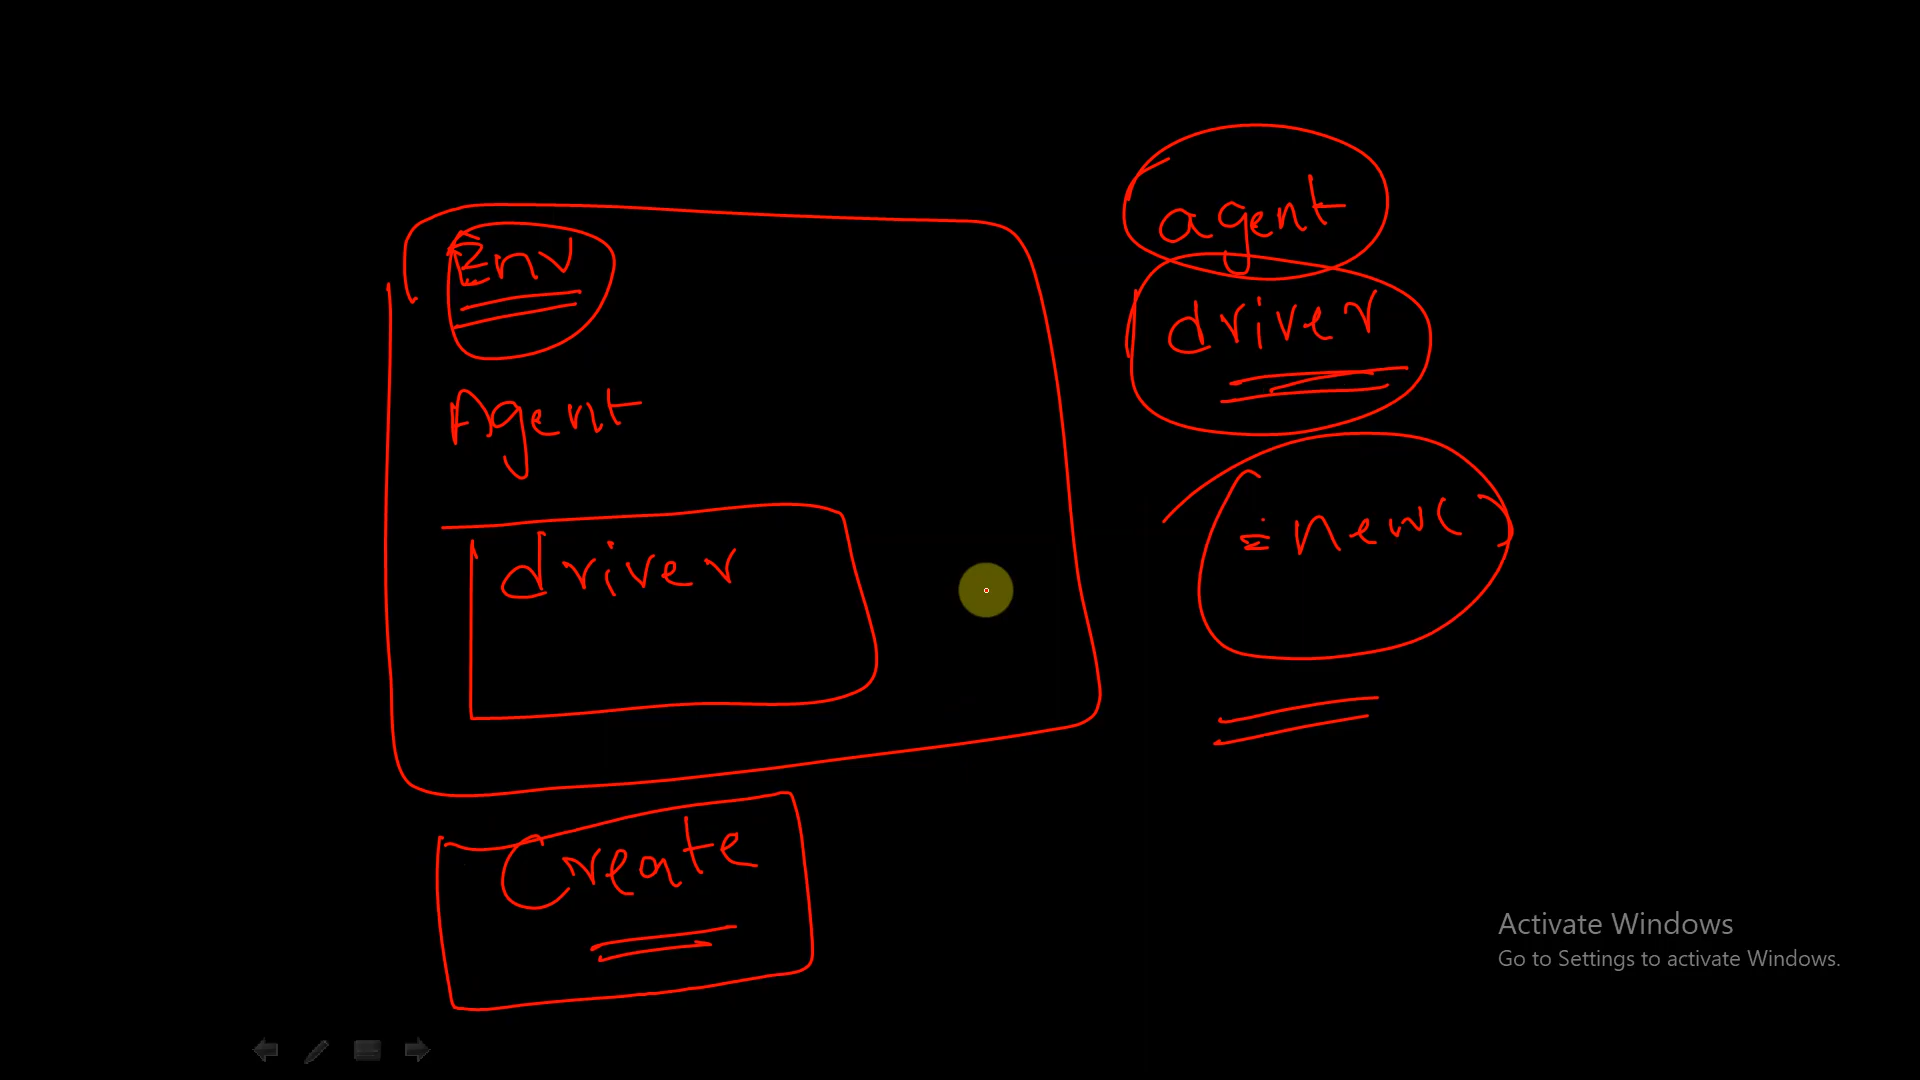 Env
Agent
driver
Create
agent
driver
= new()
Activate Windows
Go to Settings to activate Windows.